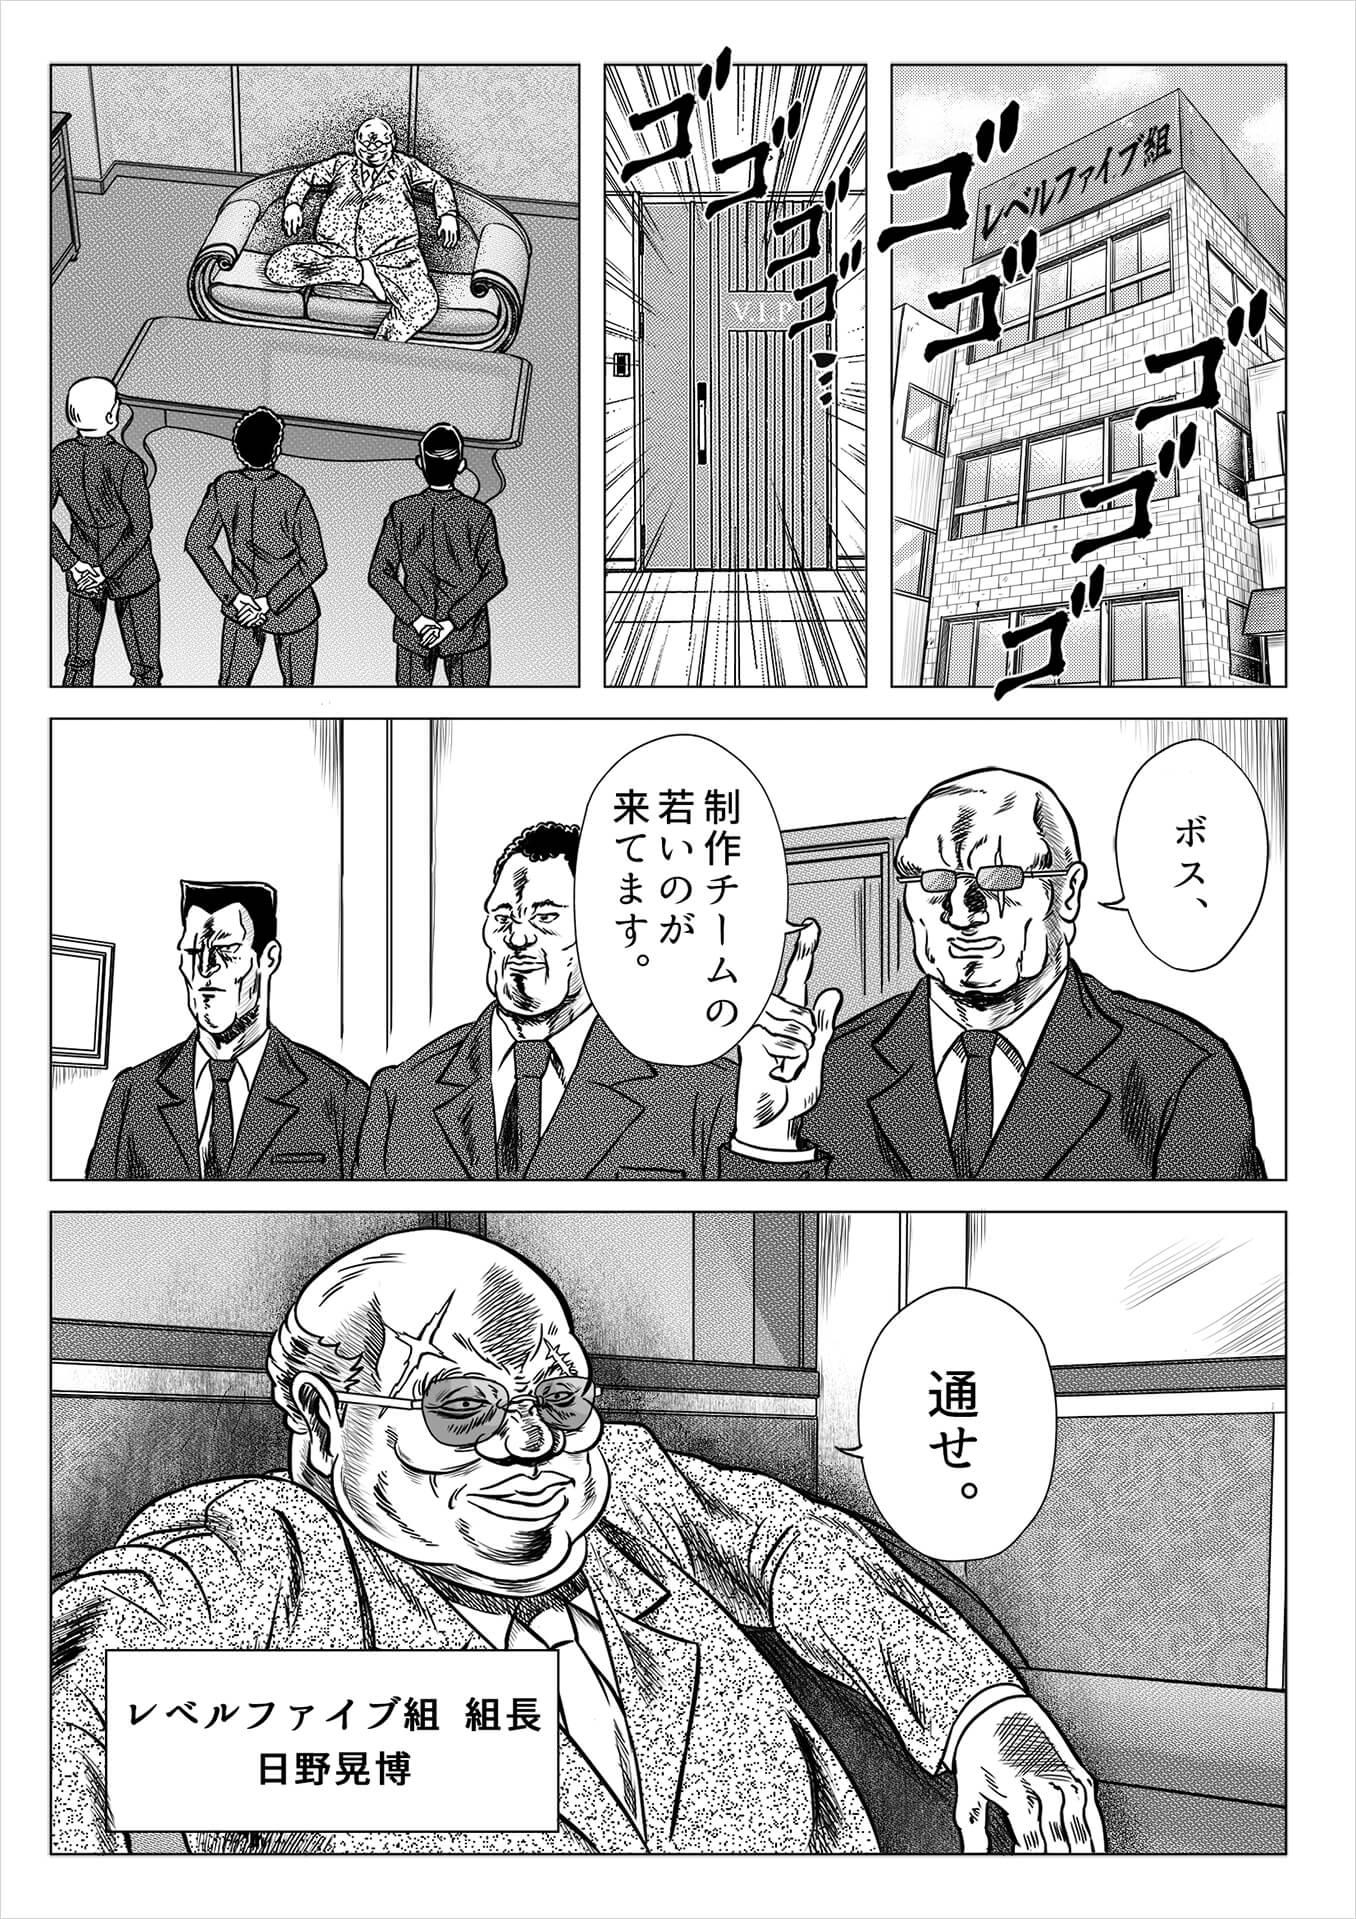 レベルファイブ組
ゴゴゴゴゴ
V.I.P
ゴゴゴゴ
ボス、
制作チームの
若いのが
来てます。
通せ。
レベルファイブ組 組長
日野晃博